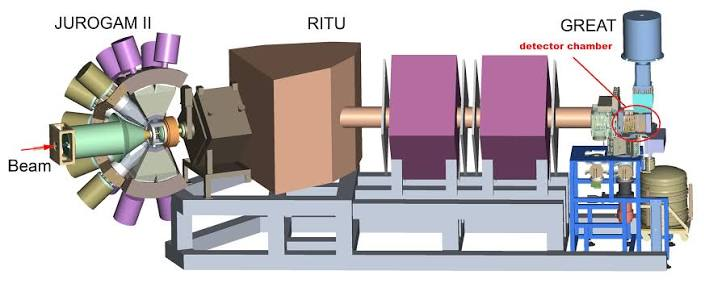 JUROGAM II
RITU
GREAT
detector chamber
Beam